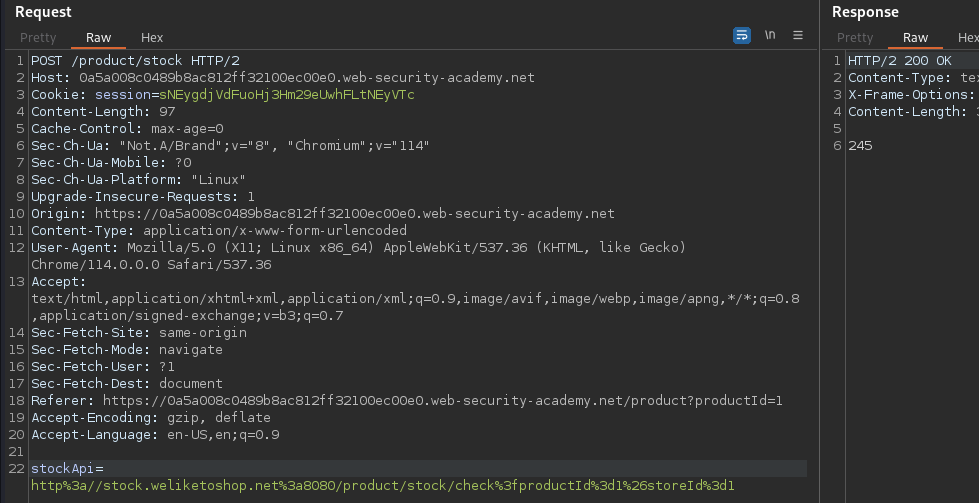 Request
Pretty Raw Hex \n
1 POST /product/stock HTTP/2
2 Host: 0a5a008c0489b8ac812ff32100ec00e0.web-security-academy.net
3 Cookie: session=sNEygdjVdFuoHj3Hm29eUwhFLtNEyVTc
4 Content-Length: 97
5 Cache-Control: max-age=0
6 Sec-Ch-Ua: "Not.A/Brand";v="8", "Chromium";v="114"
7 Sec-Ch-Ua-Mobile: ?0
8 Sec-Ch-Ua-Platform: "Linux"
9 Upgrade-Insecure-Requests: 1
10 Origin: https://0a5a008c0489b8ac812ff32100ec00e0.web-security-academy.net
11 Content-Type: application/x-www-form-urlencoded
12 User-Agent: Mozilla/5.0 (X11; Linux x86_64) AppleWebKit/537.36 (KHTML, like Gecko)
Chrome/114.0.0.0 Safari/537.36
13 Accept:
text/html,application/xhtml+xml,application/xml;q=0.9,image/avif,image/webp,image/apng,*/*;q=0.8
,application/signed-exchange;v=b3;q=0.7
14 Sec-Fetch-Site: same-origin
15 Sec-Fetch-Mode: navigate
16 Sec-Fetch-User: ?1
17 Sec-Fetch-Dest: document
18 Referer: https://0a5a008c0489b8ac812ff32100ec00e0.web-security-academy.net/product?productId=1
19 Accept-Encoding: gzip, deflate
20 Accept-Language: en-US,en;q=0.9
21
22 stockApi=
http%3a//stock.weliketoshop.net%3a8080/product/stock/check%3fproductId%3d1%26storeId%3d1
Response
Pretty Raw Hex
1 HTTP/2 200 OK
2 Content-Type:
3 X-Frame-Options:
4 Content-Length:
5
6 245